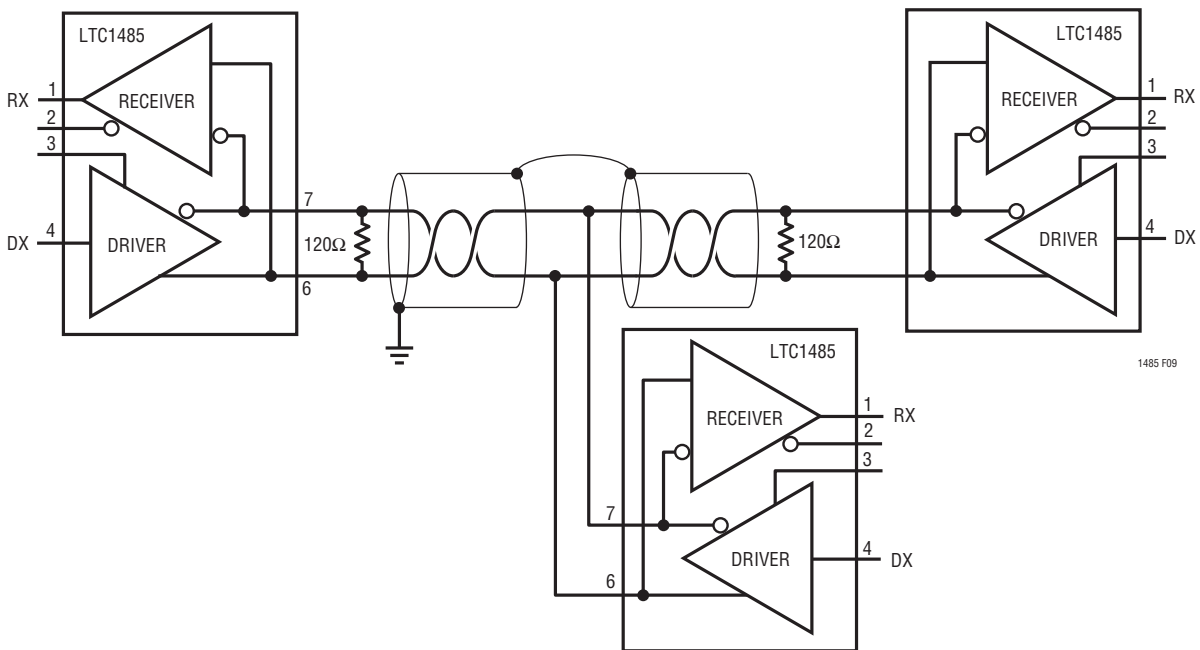 LTC1485
RX
1
RECEIVER
2
3
DX
4
DRIVER
7
6
120Ω
120Ω
LTC1485
RECEIVER
1
RX
2
3
DRIVER
4
DX
LTC1485
RECEIVER
1
RX
2
3
7
DRIVER
4
DX
6
1485 F09